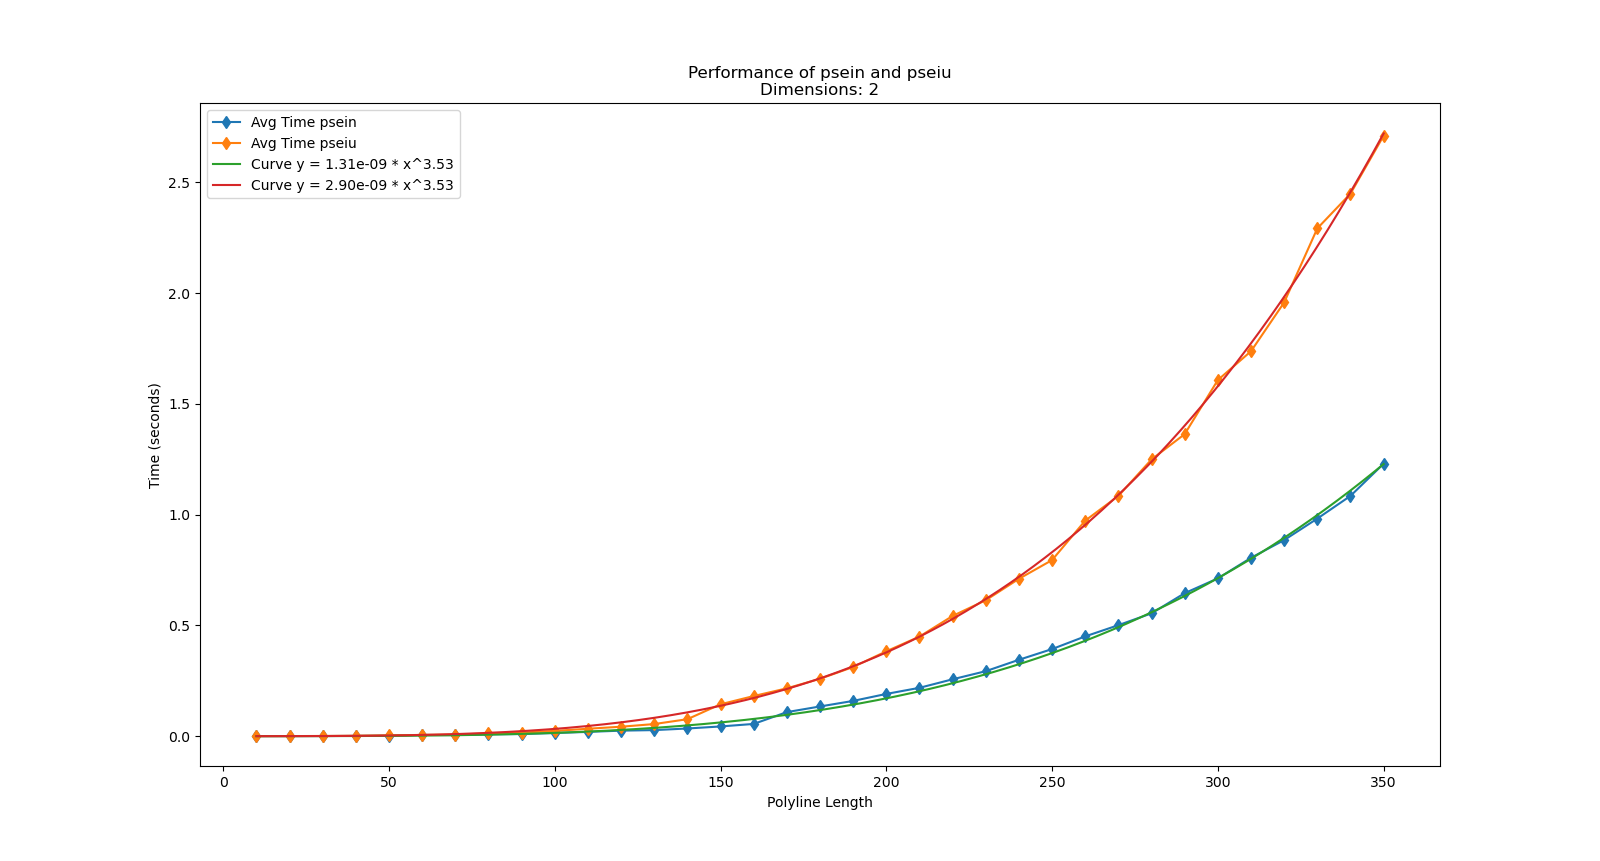 Performance of psein and pseiu
Dimensions: 2
Avg Time psein
Avg Time pseiu
Curve y = 1.31e-09 * x^3.53
Curve y = 2.90e-09 * x^3.53
Time (seconds)
2.5
2.0
1.5
1.0
0.5
0.0
0 50 100 150 200 250 300 350
Polyline Length